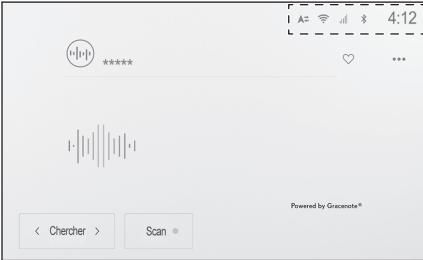 4:12
*****
Powered by Gracenote®
< Chercher >
Scan